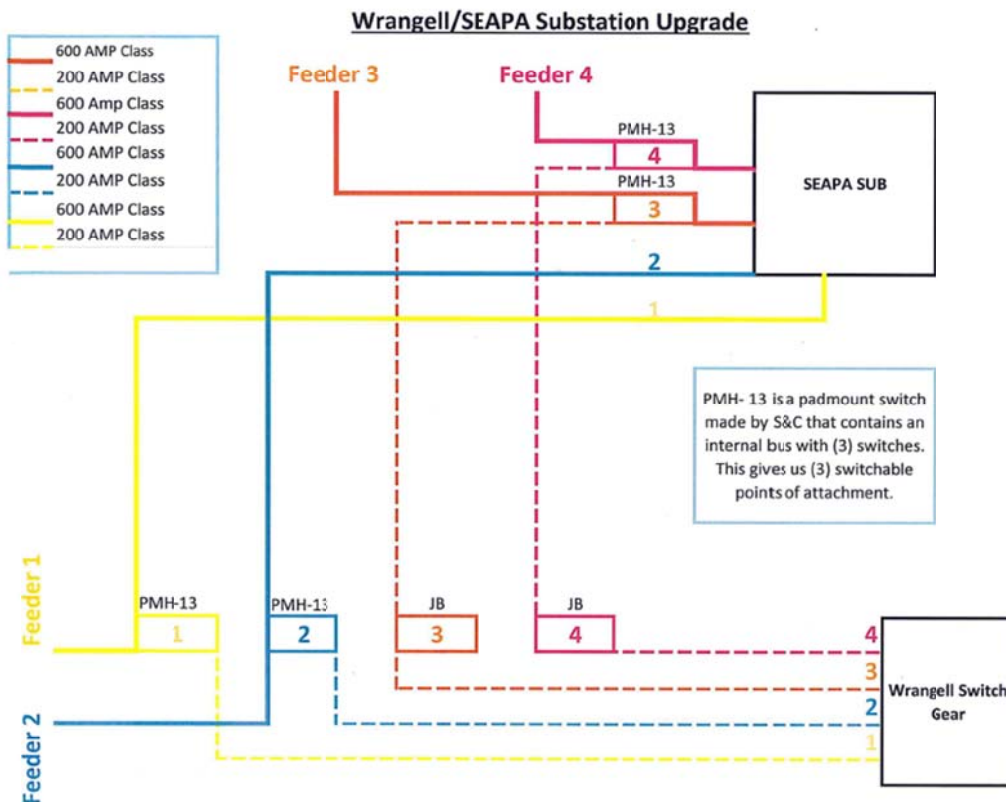 Wrangell/SEAPA Substation Upgrade
600 AMP Class
200 AMP Class
600 Amp Class
200 AMP Class
600 AMP Class
200 AMP Class
600 AMP Class
200 AMP Class
Feeder 3
Feeder 4
PMH-13
4
PMH-13
3
SEAPA SUB
2
1
PMH- 13 is a padmount switch
made by S&C that contains an
internal bus with (3) switches.
This gives us (3) switchable
points of attachment.
Feeder 1
PMH-13
1
PMH-13
2
JB
3
JB
4
4
3
2
1
Wrangell Switch
Gear
Feeder 2